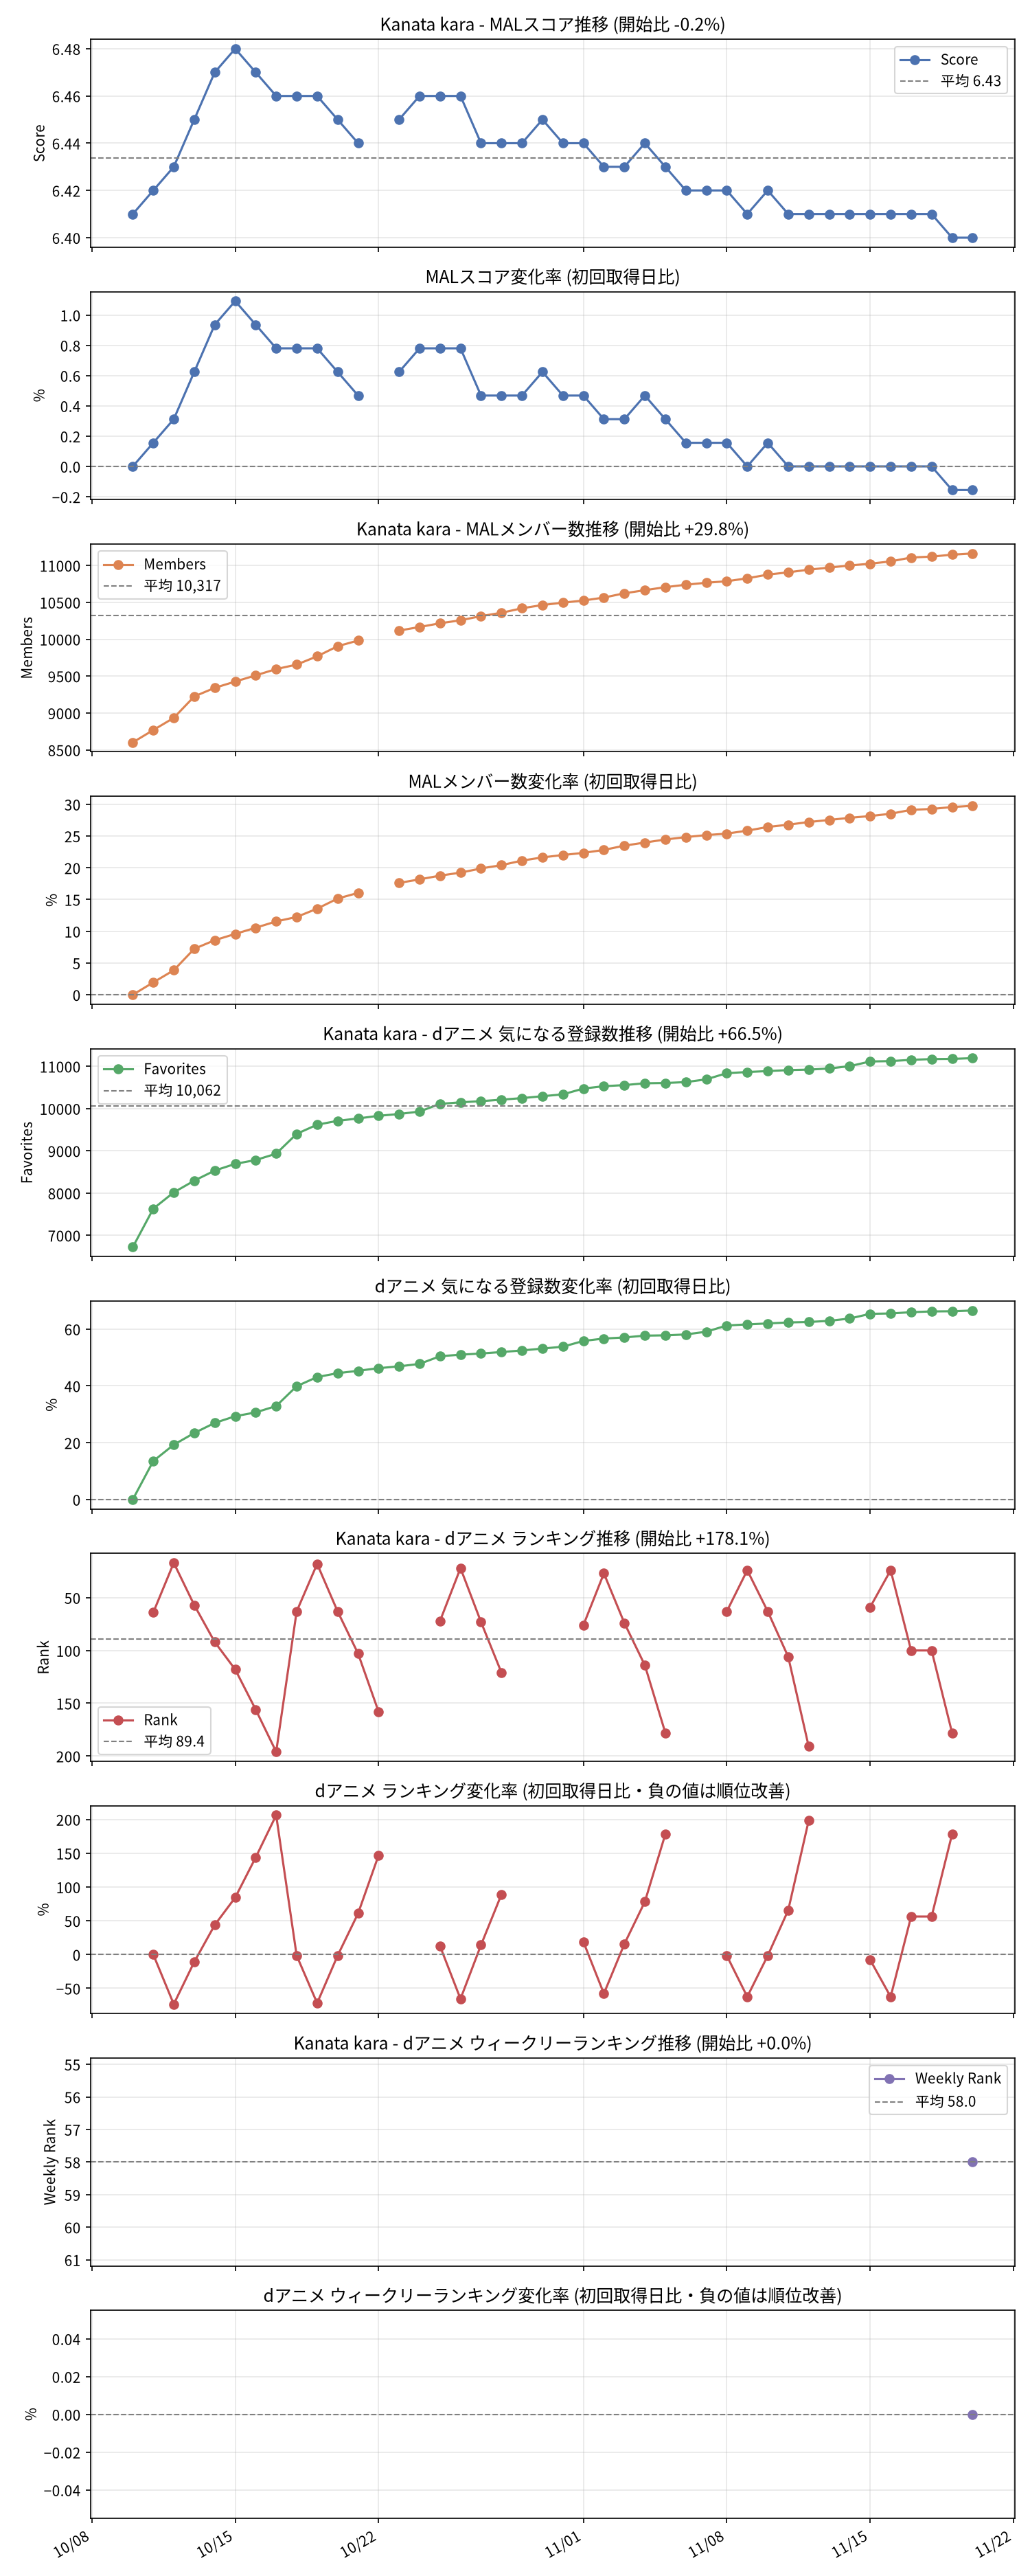 Kanata kara - MALスコア推移 (開始比 -0.2%)
Score
6.48
6.46
6.44
6.42
6.40
Score
平均 6.43
MALスコア変化率 (初回取得日比)
%
1.0
0.8
0.6
0.4
0.2
0.0
−0.2
Kanata kara - MALメンバー数推移 (開始比 +29.8%)
Members
11000
10500
10000
9500
9000
8500
Members
平均 10,317
MALメンバー数変化率 (初回取得日比)
%
30
25
20
15
10
5
0
Kanata kara - dアニメ 気になる登録数推移 (開始比 +66.5%)
Favorites
11000
10000
9000
8000
7000
Favorites
平均 10,062
dアニメ 気になる登録数変化率 (初回取得日比)
%
60
40
20
0
Kanata kara - dアニメ ランキング推移 (開始比 +178.1%)
Rank
50
100
150
200
Rank
平均 89.4
dアニメ ランキング変化率 (初回取得日比・負の値は順位改善)
%
200
150
100
50
0
−50
Kanata kara - dアニメ ウィークリーランキング推移 (開始比 +0.0%)
Weekly Rank
55
56
57
58
59
60
61
Weekly Rank
平均 58.0
dアニメ ウィークリーランキング変化率 (初回取得日比・負の値は順位改善)
%
0.04
0.02
0.00
−0.02
−0.04
10/08
10/15
10/22
11/01
11/08
11/15
11/22